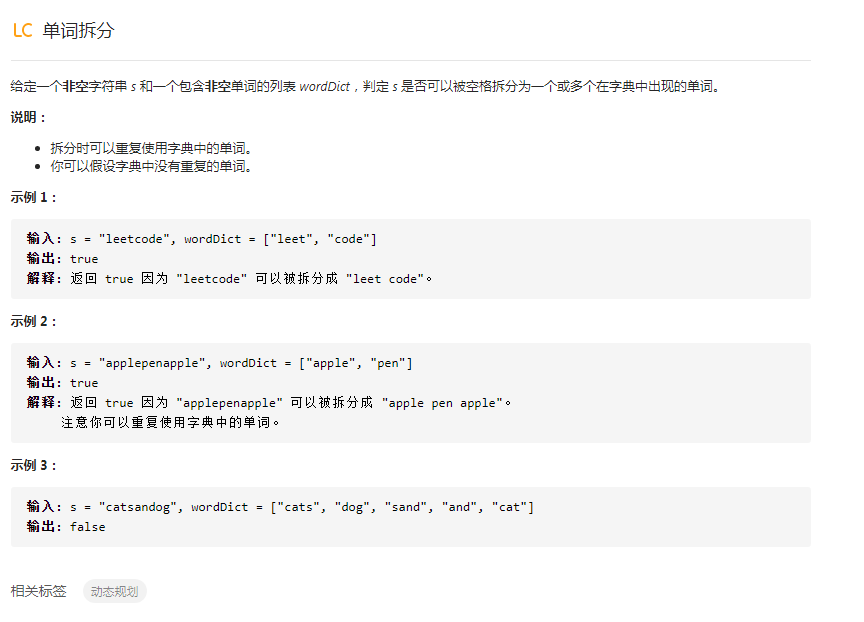 LC 单词拆分
给定一个非空字符串 s 和一个包含非空单词的列表 wordDict，判定 s 是否可以被空格拆分为一个或多个在字典中出现的单词。
说明：
• 拆分时可以重复使用字典中的单词。
• 你可以假设字典中没有重复的单词。
示例 1：
输入: s = "leetcode", wordDict = ["leet", "code"]
输出: true
解释: 返回 true 因为 "leetcode" 可以被拆分成 "leet code"。
示例 2：
输入: s = "applepenapple", wordDict = ["apple", "pen"]
输出: true
解释: 返回 true 因为 "applepenapple" 可以被拆分成 "apple pen apple"。
注意你可以重复使用字典中的单词。
示例 3：
输入: s = "catsandog", wordDict = ["cats", "dog", "sand", "and", "cat"]
输出: false
相关标签 动态规划